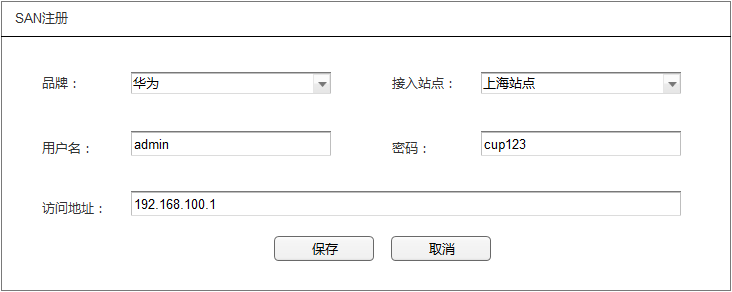 SAN注册
品牌： 华为 接入站点： 上海站点
用户名： admin 密码： cup123
访问地址： 192.168.100.1
保存 取消